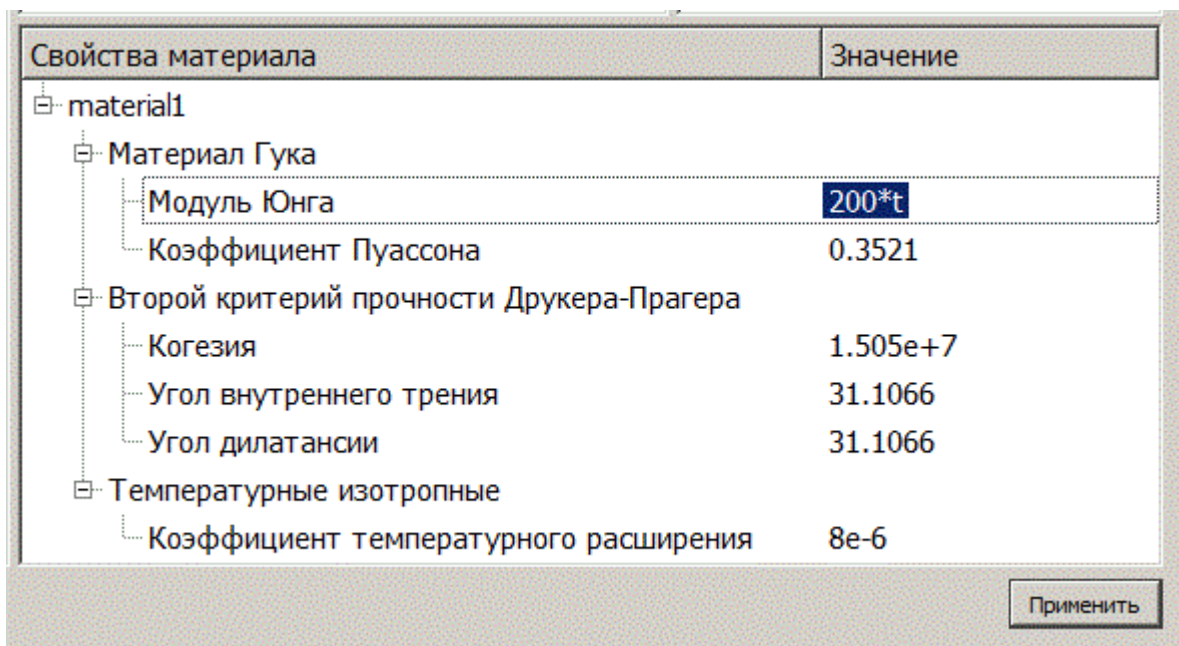 Свойства материала Значение
material1
Материал Гука
Модуль Юнга 200*t
Коэффициент Пуассона 0.3521
Второй критерий прочности Друкера-Прагера
Когезия 1.505e+7
Угол внутреннего трения 31.1066
Угол дилатансии 31.1066
Температурные изотропные
Коэффициент температурного расширения 8e-6
Применить